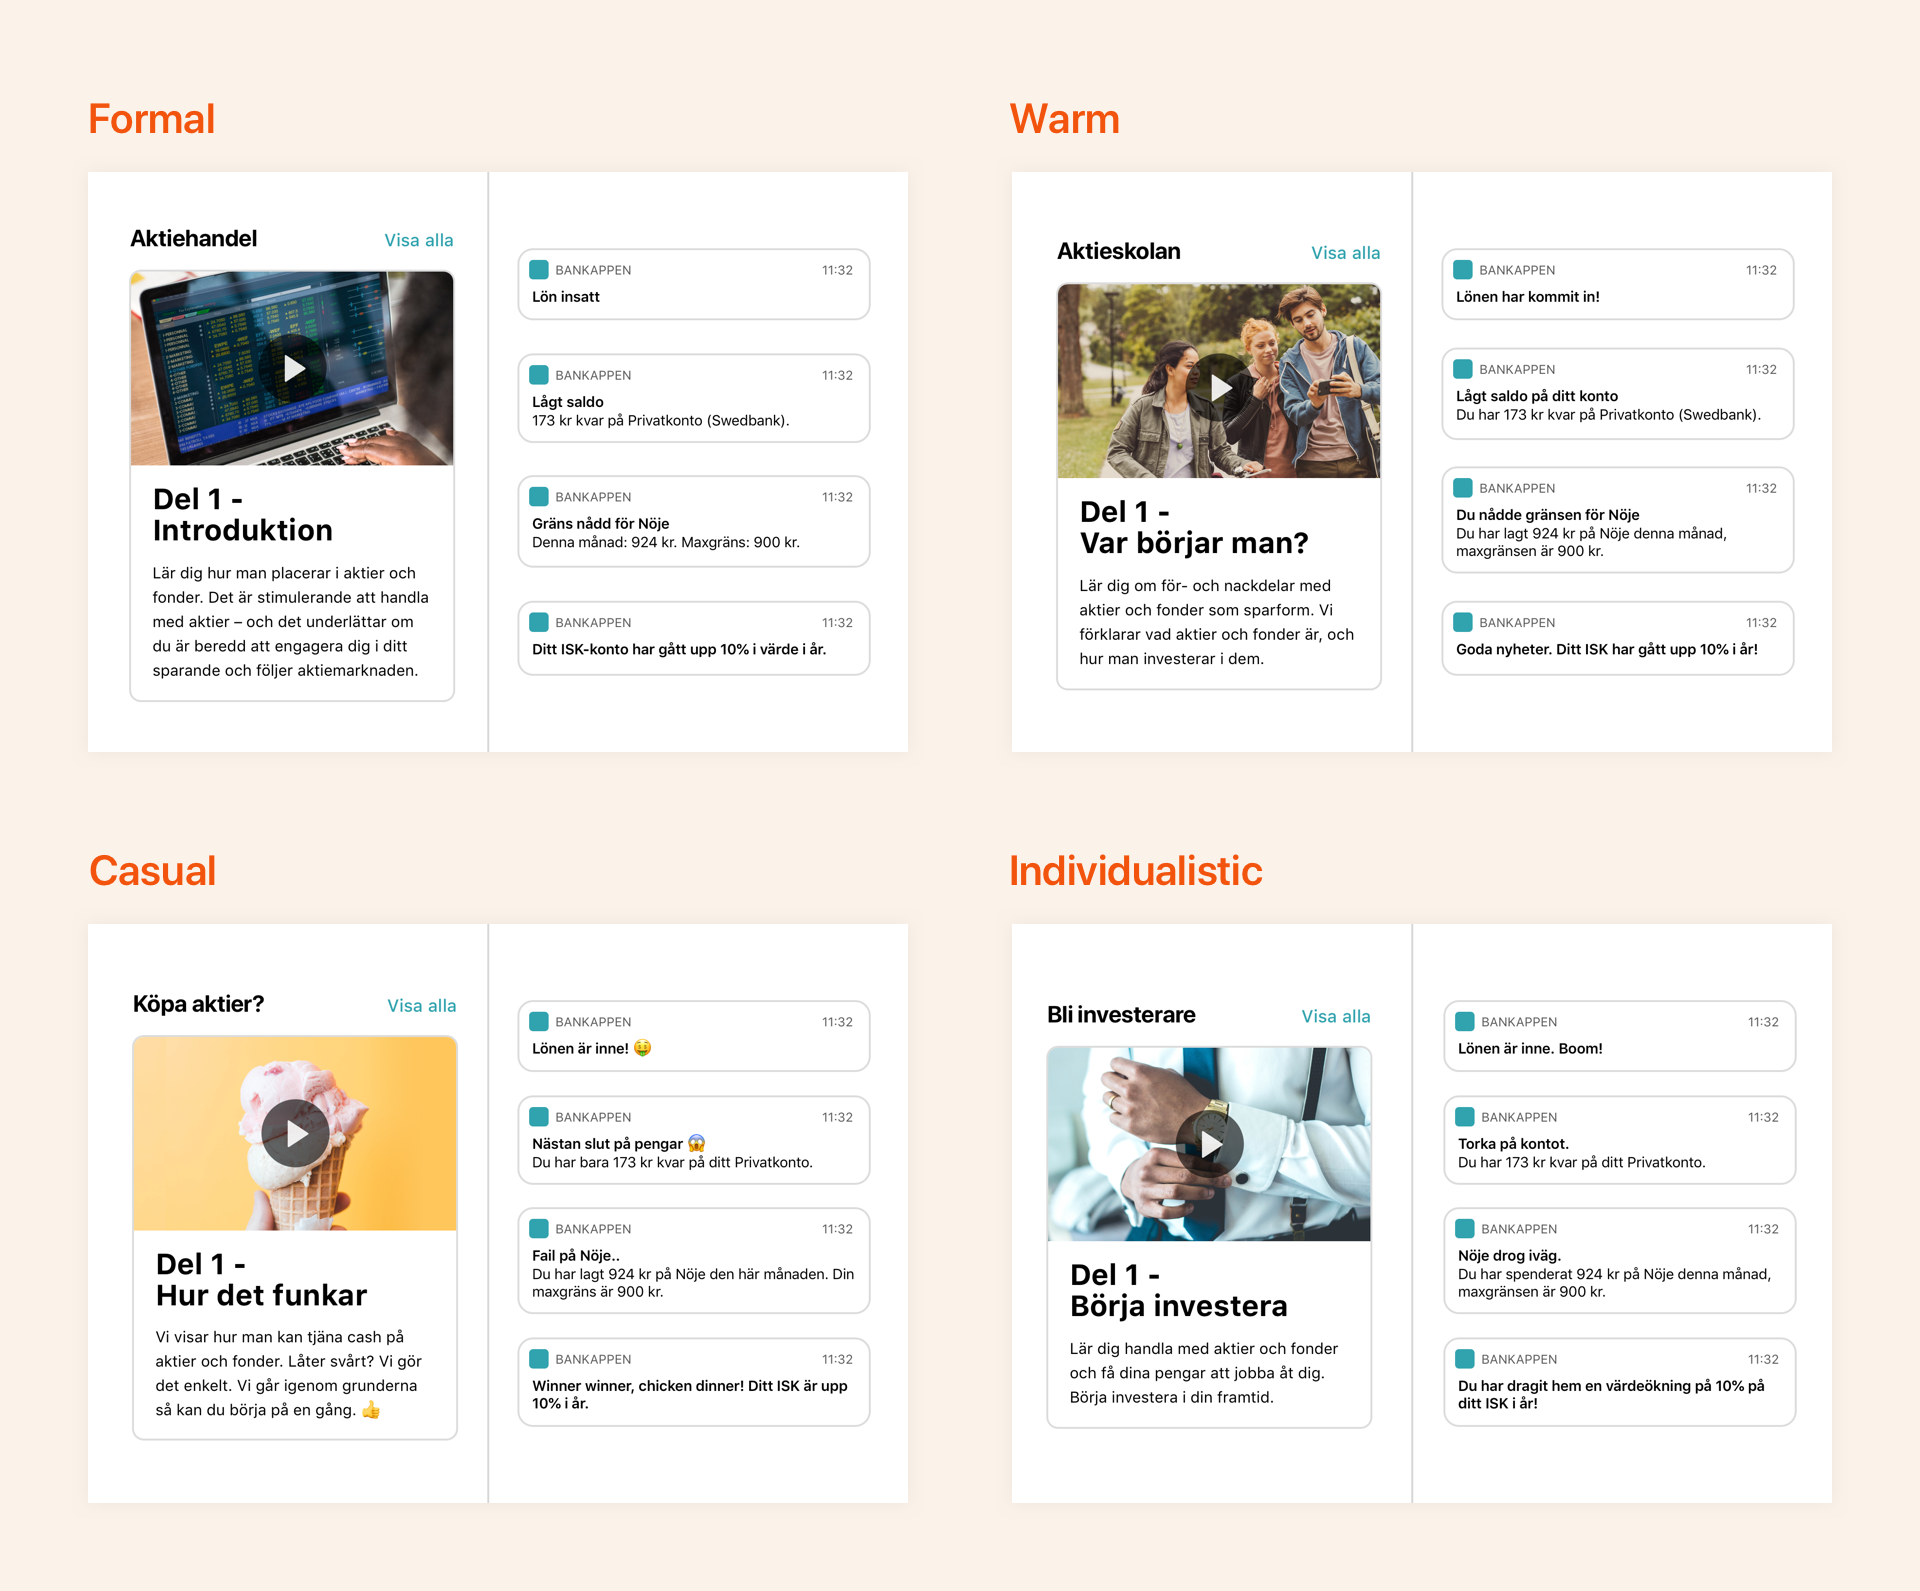 Formal
Aktiehandel
Visa alla
Del 1 -
Introduktion
Lär dig hur man placerar i aktier och
fonder. Det är stimulerande att handla
med aktier – och det underlättar om
du är beredd att engagera dig i ditt
sparande och följer aktiemarknaden.
BANKAPPEN 11:32
Lön insatt
BANKAPPEN 11:32
Lågt saldo
173 kr kvar på Privatkonto (Swedbank).
BANKAPPEN 11:32
Gräns nådd för Nöje
Denna månad: 924 kr. Maxgräns: 900 kr.
BANKAPPEN 11:32
Ditt ISK-konto har gått upp 10% i värde i år.
Warm
Aktieskolan
Visa alla
Del 1 -
Var börjar man?
Lär dig om för- och nackdelar med
aktier och fonder som sparform. Vi
förklarar vad aktier och fonder är, och
hur man investerar i dem.
BANKAPPEN 11:32
Lönen har kommit in!
BANKAPPEN 11:32
Lågt saldo på ditt konto
Du har 173 kr kvar på Privatkonto (Swedbank).
BANKAPPEN 11:32
Du nådde gränsen för Nöje
Du har lagt 924 kr på Nöje denna månad,
maxgränsen är 900 kr.
BANKAPPEN 11:32
Goda nyheter. Ditt ISK har gått upp 10% i år!
Casual
Köpa aktier?
Visa alla
Del 1 -
Hur det funkar
Vi visar hur man kan tjäna cash på
aktier och fonder. Låter svårt? Vi gör
det enkelt. Vi går igenom grunderna
så kan du börja på en gång. 👍
BANKAPPEN 11:32
Lönen är inne! 🤑
BANKAPPEN 11:32
Nästan slut på pengar 😱
Du har bara 173 kr kvar på ditt Privatkonto.
BANKAPPEN 11:32
Fail på Nöje..
Du har lagt 924 kr på Nöje den här månaden. Din
maxgräns är 900 kr.
BANKAPPEN 11:32
Winner winner, chicken dinner! Ditt ISK är upp
10% i år.
Individualistic
Bli investerare
Visa alla
Del 1 -
Börja investera
Lär dig handla med aktier och fonder
och få dina pengar att jobba åt dig.
Börja investera i din framtid.
BANKAPPEN 11:32
Lönen är inne. Boom!
BANKAPPEN 11:32
Torka på kontot.
Du har 173 kr kvar på ditt Privatkonto.
BANKAPPEN 11:32
Nöje drog iväg.
Du har spenderat 924 kr på Nöje denna månad,
maxgränsen är 900 kr.
BANKAPPEN 11:32
Du har dragit hem en värdeökning på 10% på
ditt ISK i år!